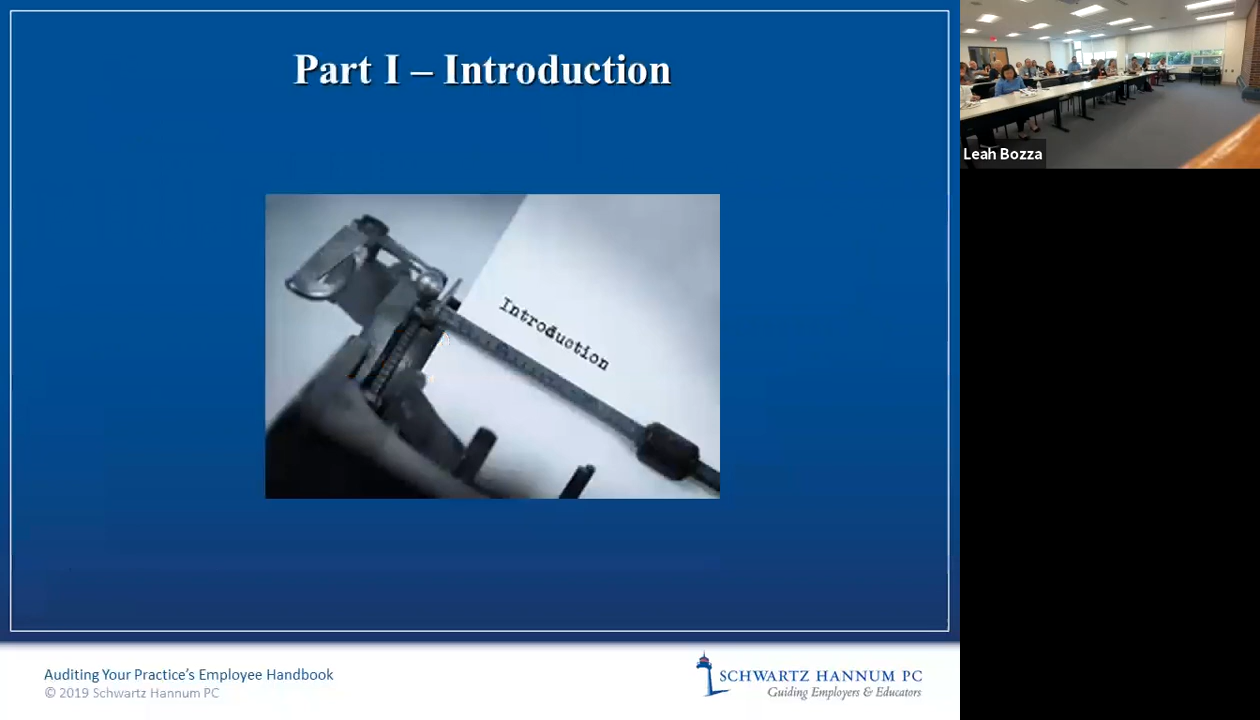 Part I – Introduction
Introduction
Auditing Your Practice's Employee Handbook
© 2019 Schwartz Hannum PC
SCHWARTZ HANNUM PC
Guiding Employers & Educators
Leah Bozza